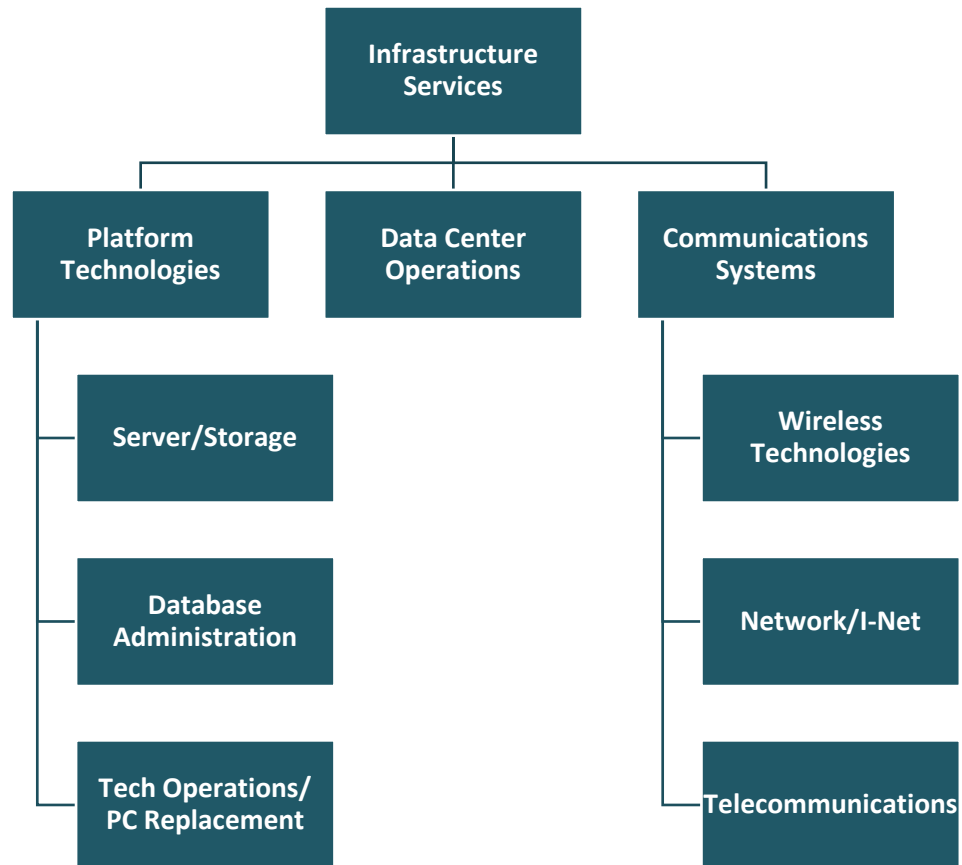 Infrastructure
Services
Platform
Technologies
Data Center
Operations
Communications
Systems
Server/Storage
Database
Administration
Tech Operations/
PC Replacement
Wireless
Technologies
Network/I-Net
Telecommunications